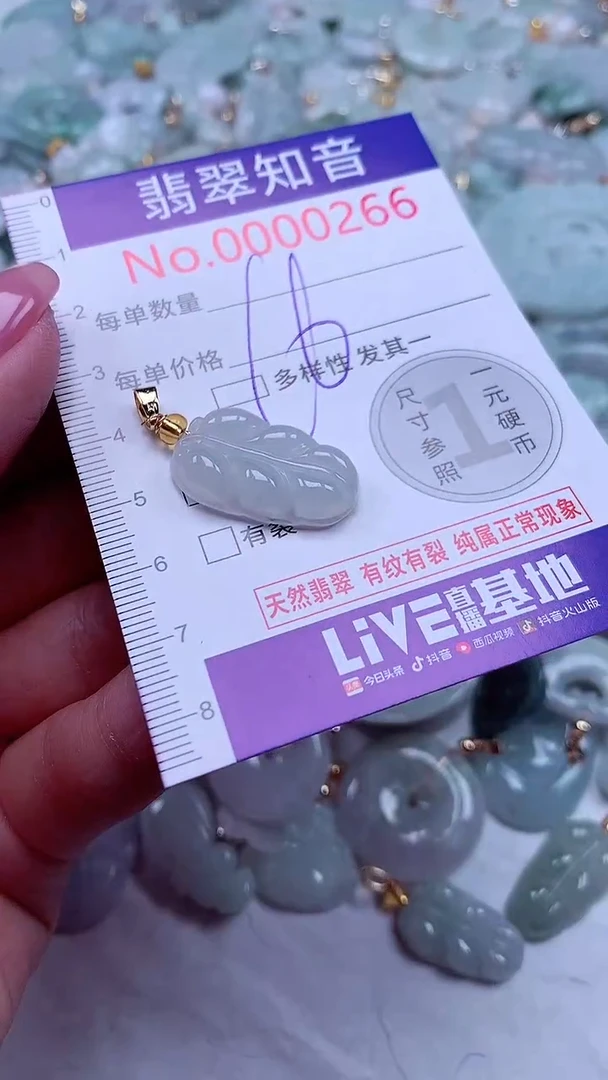 翡翠知音
No.0000266
0
1
2
3
4
5
6
7
8
每单数量
每单价格
多样性 发其一
有裂
尺寸参照
1
一元硬币
天然翡翠 有纹有裂 纯属正常现象
LiVE直播基地
头条 今日头条 抖音 西瓜视频 抖音火山版